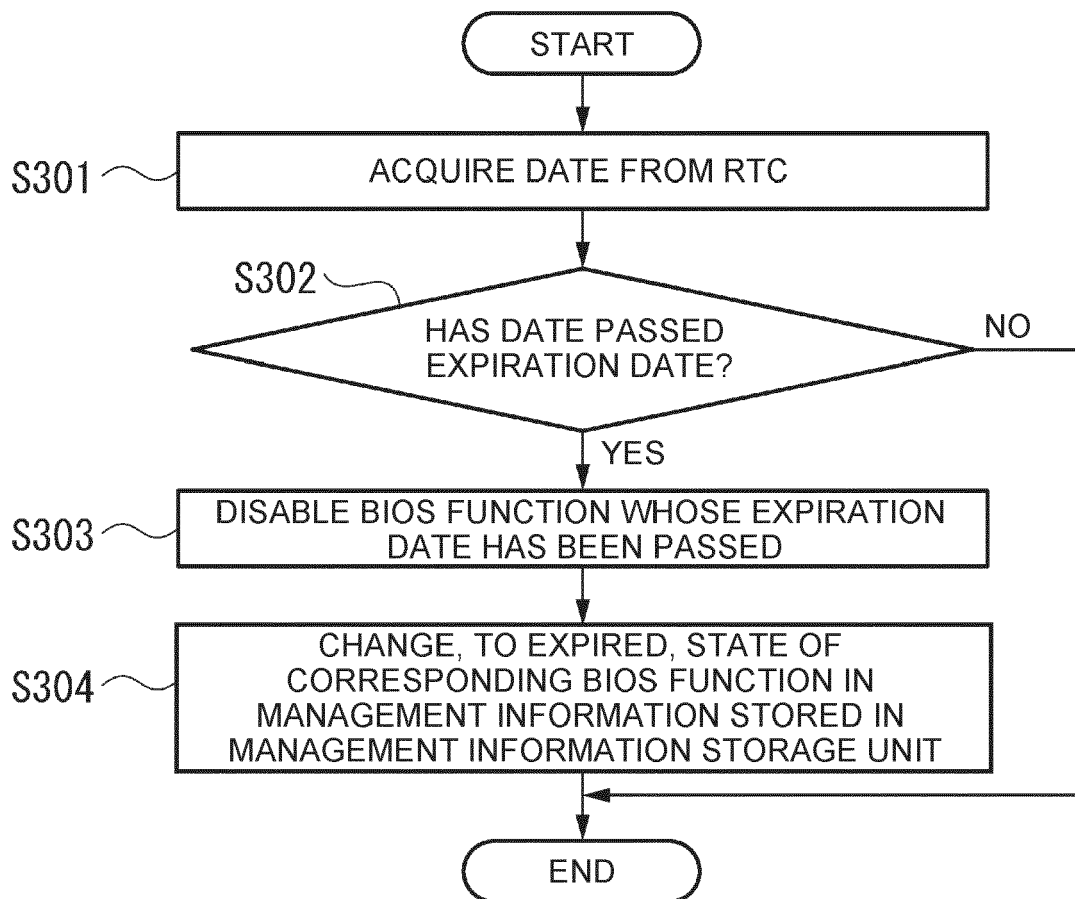 START
S301
ACQUIRE DATE FROM RTC
S302
HAS DATE PASSED
EXPIRATION DATE?
NO
YES
S303
DISABLE BIOS FUNCTION WHOSE EXPIRATION
DATE HAS BEEN PASSED
S304
CHANGE, TO EXPIRED, STATE OF
CORRESPONDING BIOS FUNCTION IN
MANAGEMENT INFORMATION STORED IN
MANAGEMENT INFORMATION STORAGE UNIT
END